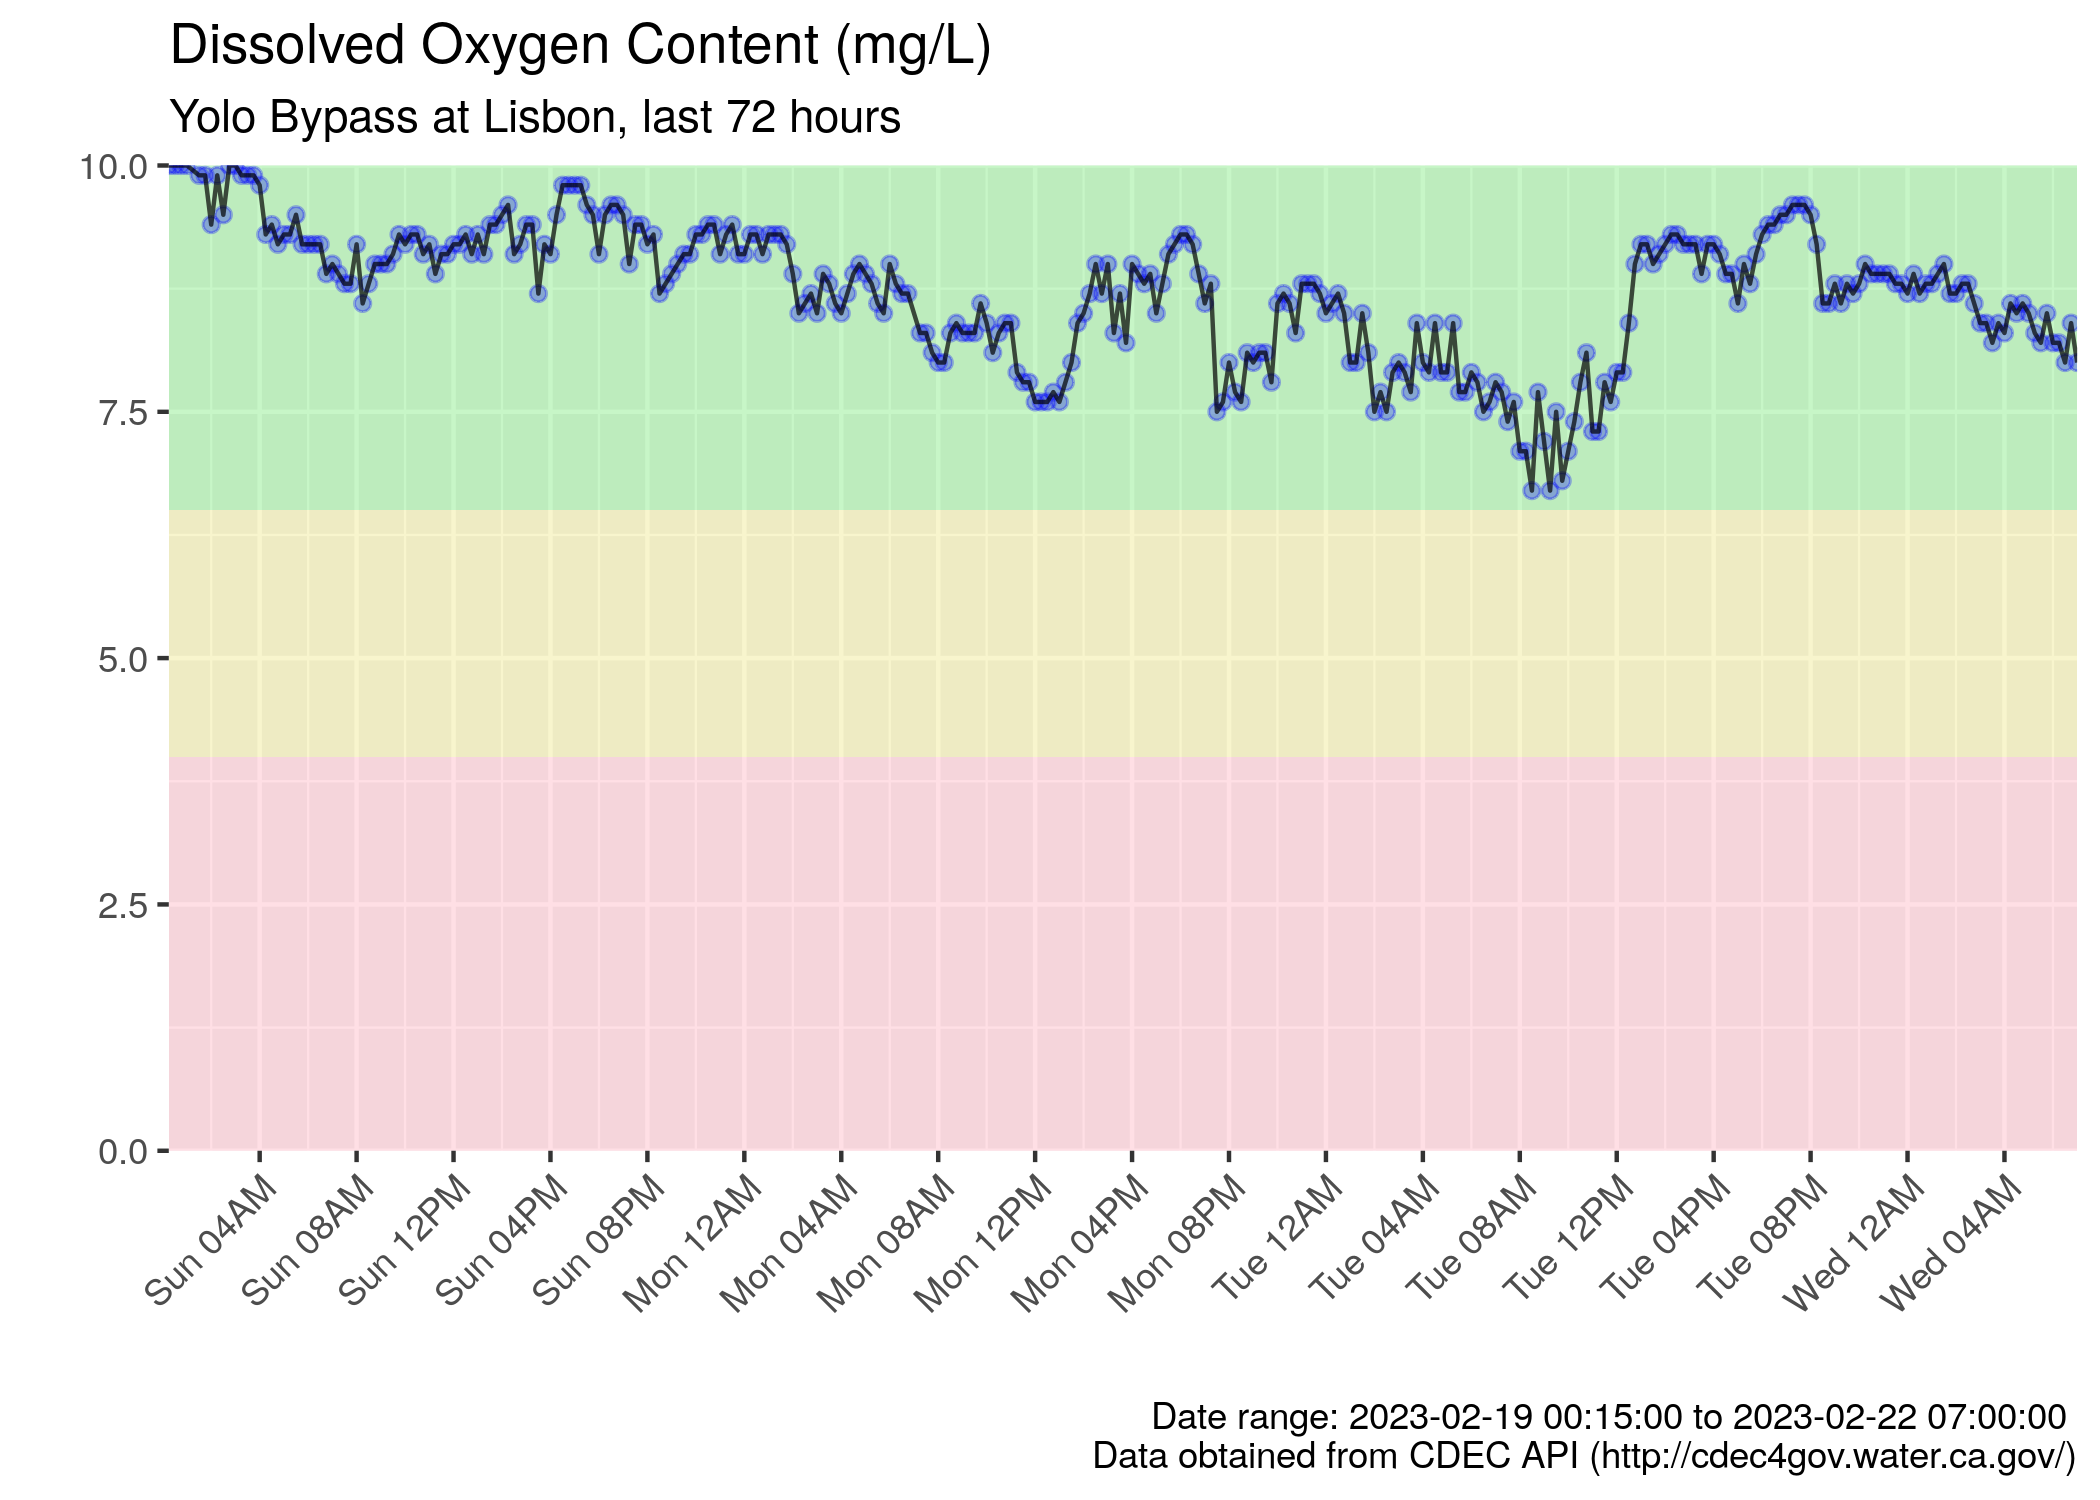 Dissolved Oxygen Content (mg/L)
Yolo Bypass at Lisbon, last 72 hours
10.0
7.5
5.0
2.5
0.0
Sun 04AM
Sun 08AM
Sun 12PM
Sun 04PM
Sun 08PM
Mon 12AM
Mon 04AM
Mon 08AM
Mon 12PM
Mon 04PM
Mon 08PM
Tue 12AM
Tue 04AM
Tue 08AM
Tue 12PM
Tue 04PM
Tue 08PM
Wed 12AM
Wed 04AM
Date range: 2023-02-19 00:15:00 to 2023-02-22 07:00:00
Data obtained from CDEC API (http://cdec4gov.water.ca.gov/)